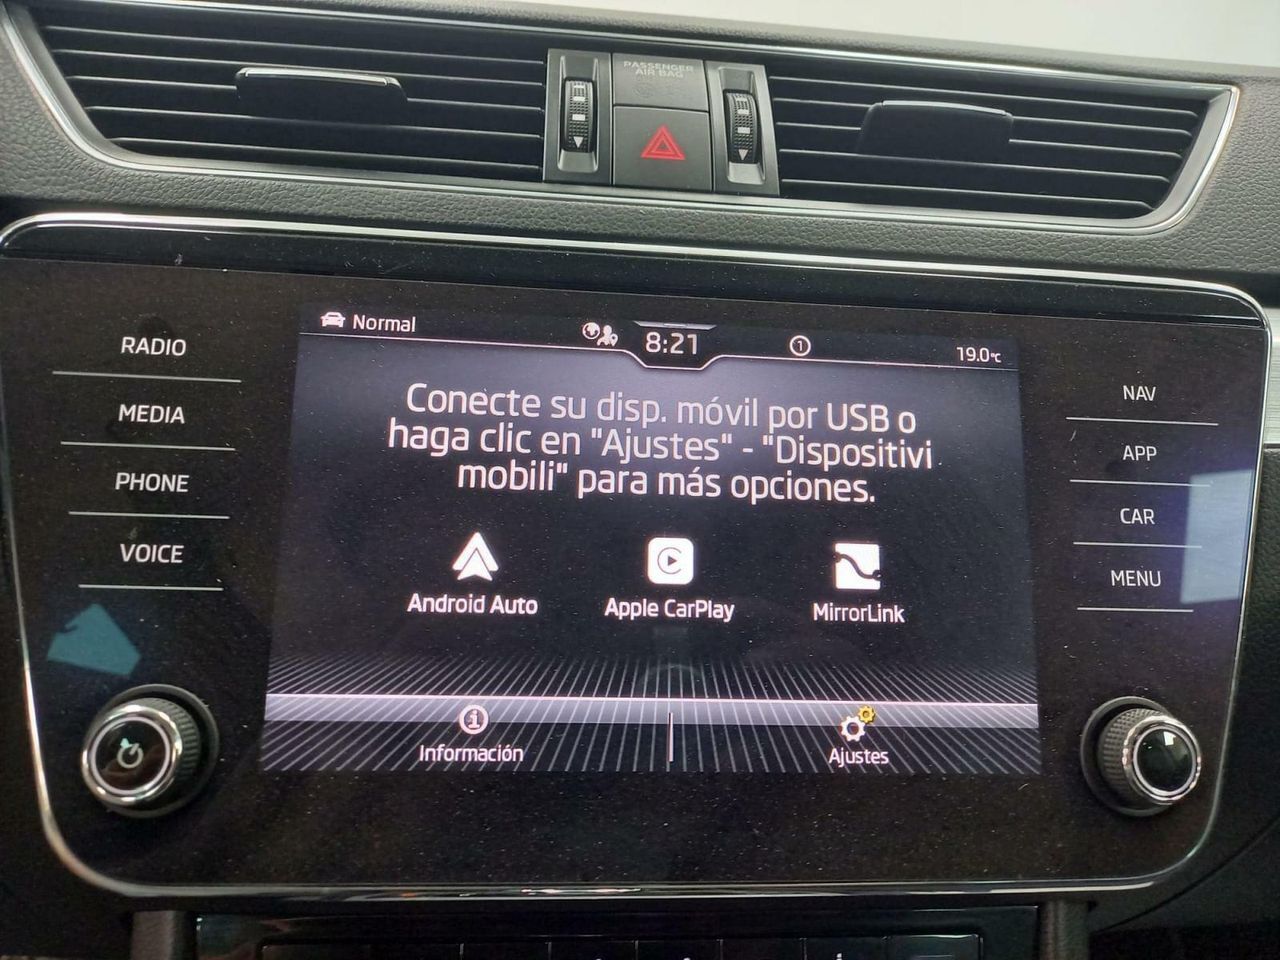 PASSENGER
AIR BAG
Normal
8:21
1
19.0°C
RADIO
MEDIA
PHONE
VOICE
Conecte su disp. móvil por USB o
haga clic en "Ajustes" - "Dispositivi
mobili" para más opciones.
Android Auto
Apple CarPlay
MirrorLink
Información
Ajustes
NAV
APP
CAR
MENU